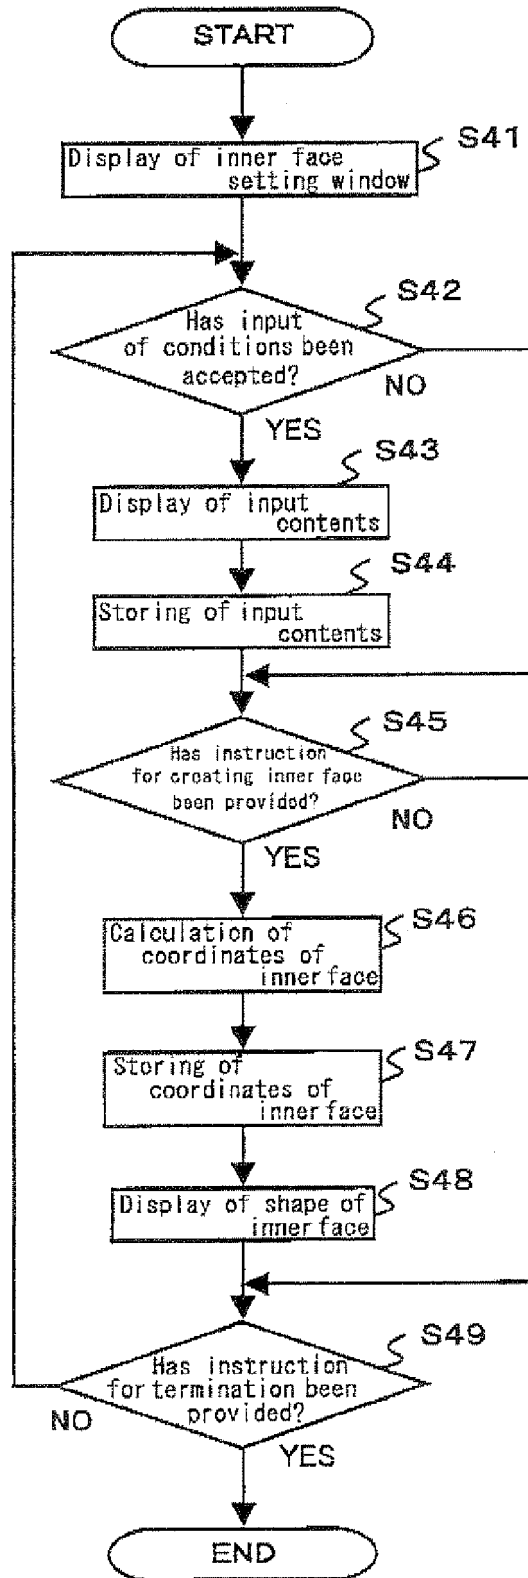 START
S41
Display of inner face
setting window
S42
Has input
of conditions been
accepted?
NO
YES
S43
Display of input
contents
S44
Storing of input
contents
S45
Has instruction
for creating inner face
been provided?
NO
YES
S46
Calculation of
coordinates of
inner face
S47
Storing of
coordinates of
inner face
S48
Display of shape of
inner face
S49
Has instruction
for termination been
provided?
NO
YES
END